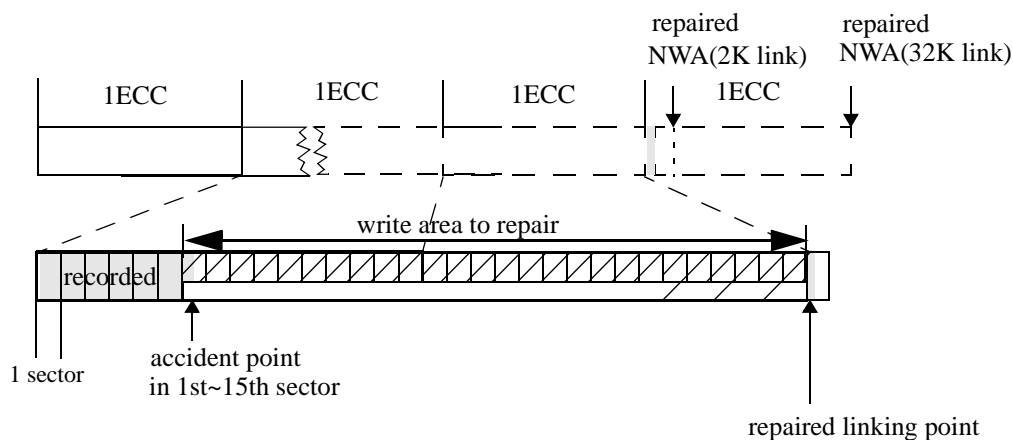 repaired
NWA(2K link)
repaired
NWA(32K link)
1ECC
1ECC
1ECC
1ECC
write area to repair
recorded
1 sector
accident point
in 1st~15th sector
repaired linking point